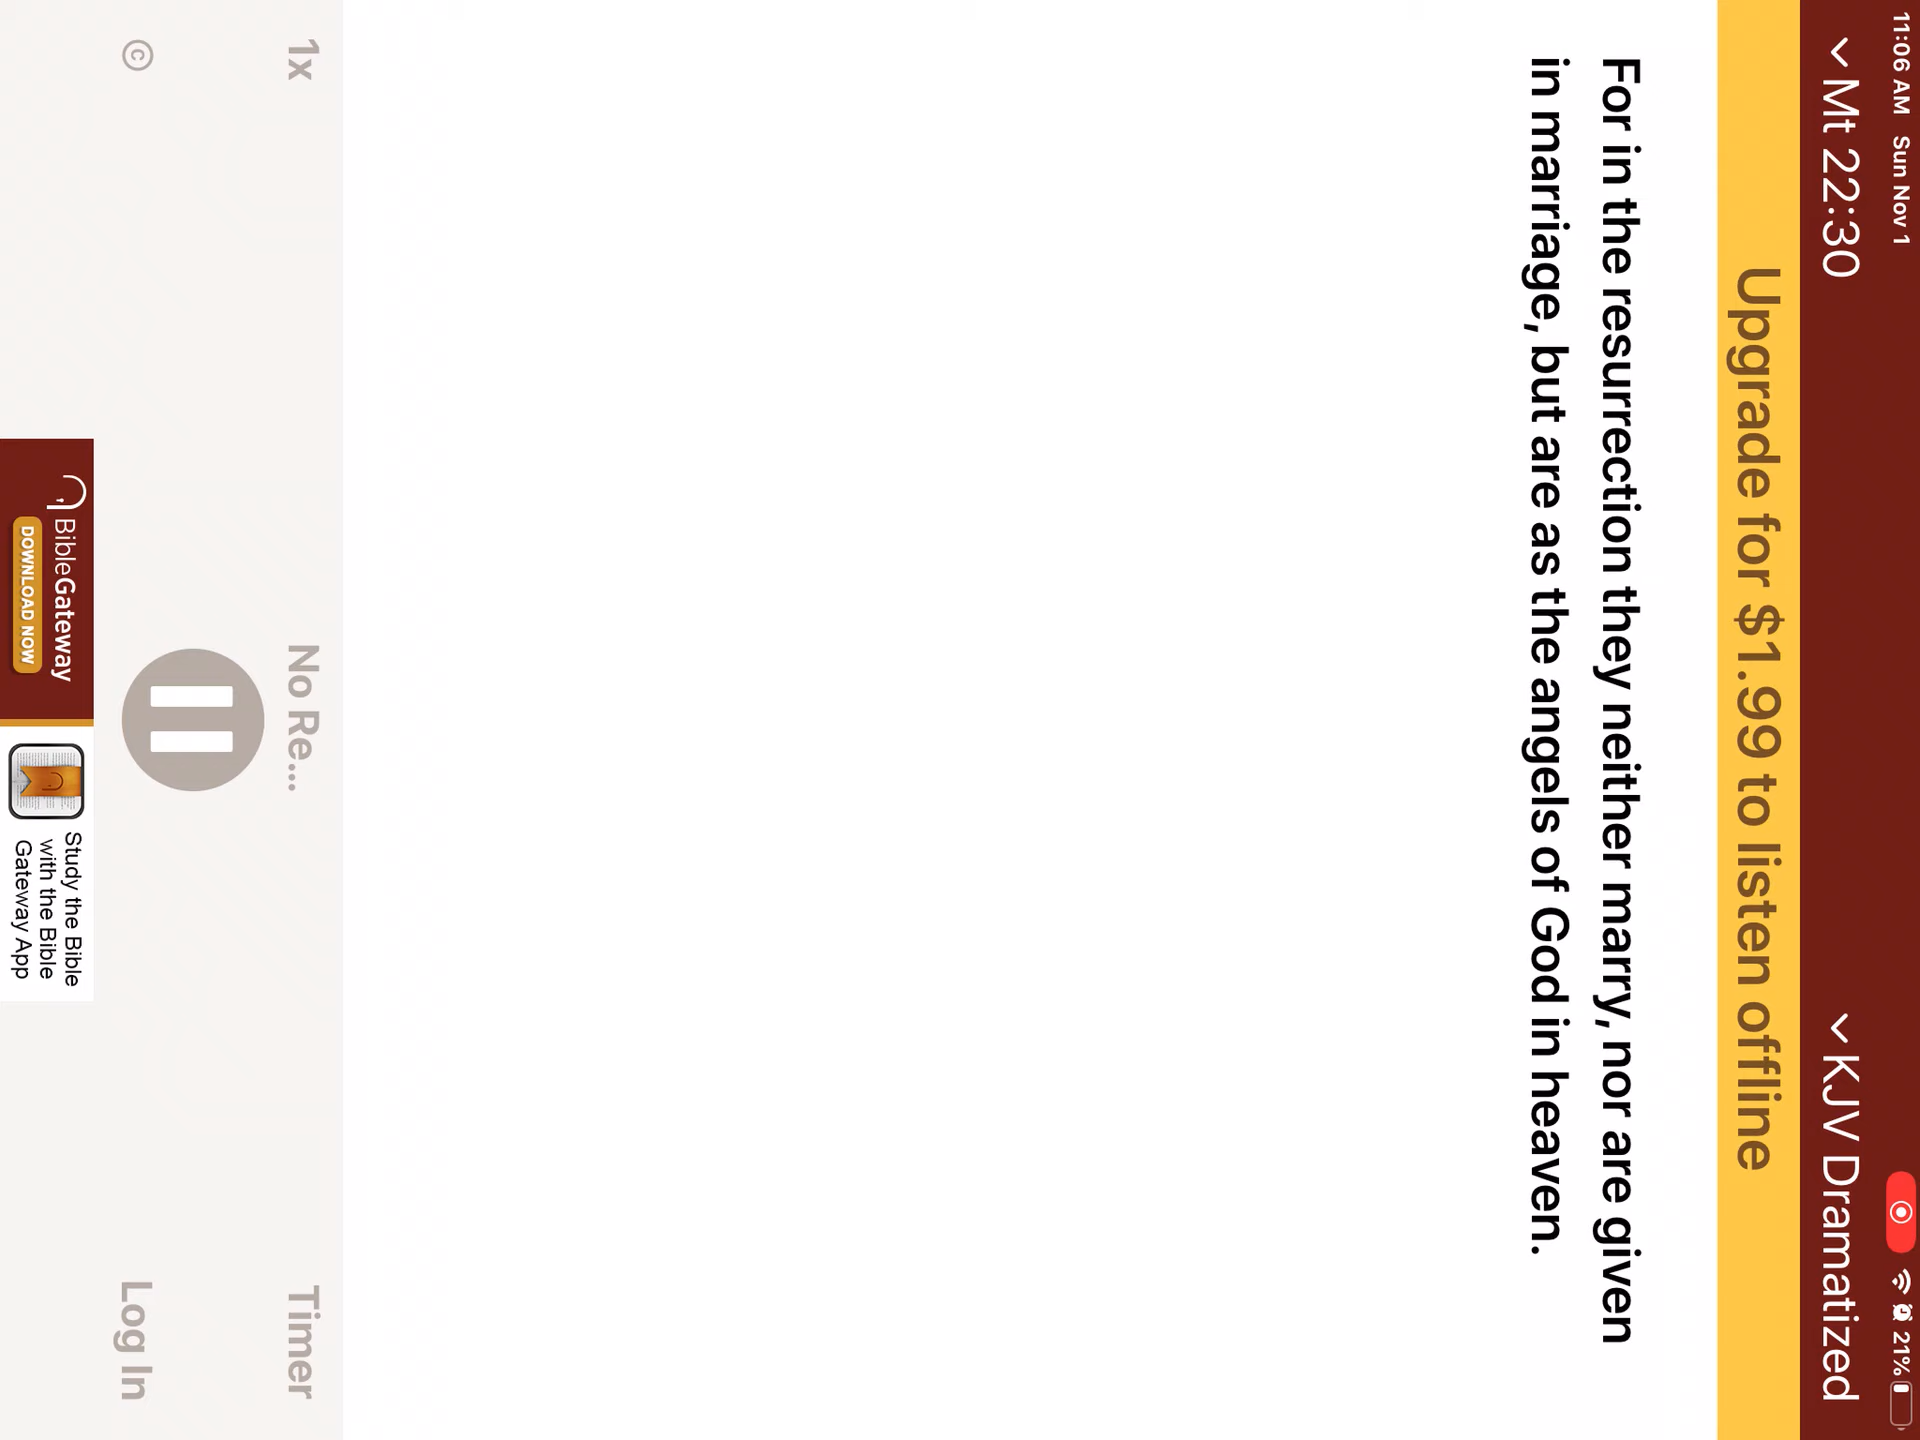 11:06 AM Sun Nov 1
21%
Mt 22:30
KJV Dramatized
Upgrade for $1.99 to listen offline
For in the resurrection they neither marry, nor are given
in marriage, but are as the angels of God in heaven.
1x
No Re...
Timer
©
Log In
BibleGateway
DOWNLOAD NOW
Study the Bible
with the Bible
Gateway App